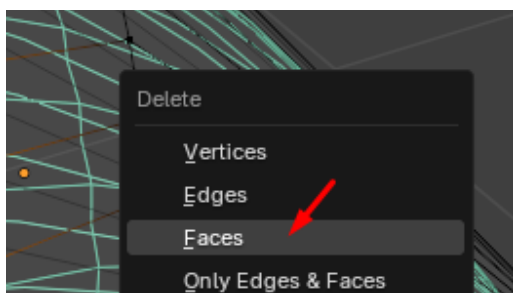 Delete
Vertices
Edges
Faces
Only Edges & Faces